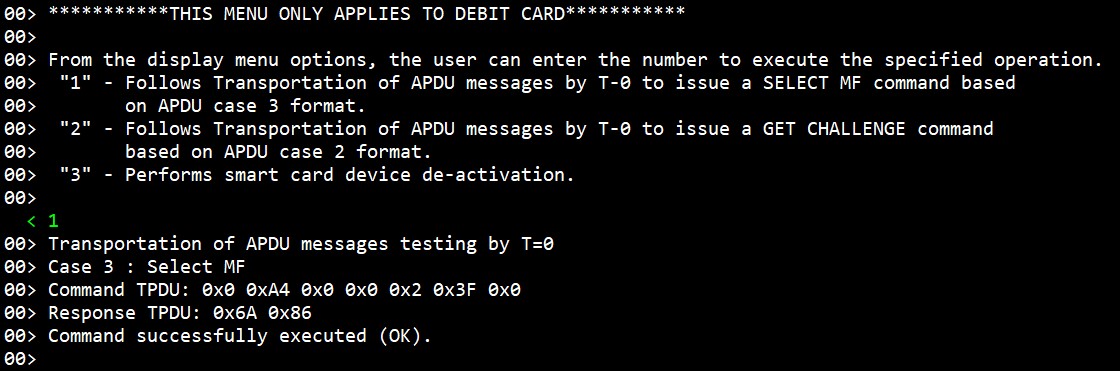 00> ***********THIS MENU ONLY APPLIES TO DEBIT CARD***********
00>
00> From the display menu options, the user can enter the number to execute the specified operation.
00>  "1" - Follows Transportation of APDU messages by T-0 to issue a SELECT MF command based
00>        on APDU case 3 format.
00>  "2" - Follows Transportation of APDU messages by T-0 to issue a GET CHALLENGE command
00>        based on APDU case 2 format.
00>  "3" - Performs smart card device de-activation.
00>
  < 1
00> Transportation of APDU messages testing by T=0
00> Case 3 : Select MF
00> Command TPDU: 0x0 0xA4 0x0 0x0 0x2 0x3F 0x0
00> Response TPDU: 0x6A 0x86
00> Command successfully executed (OK).
00>